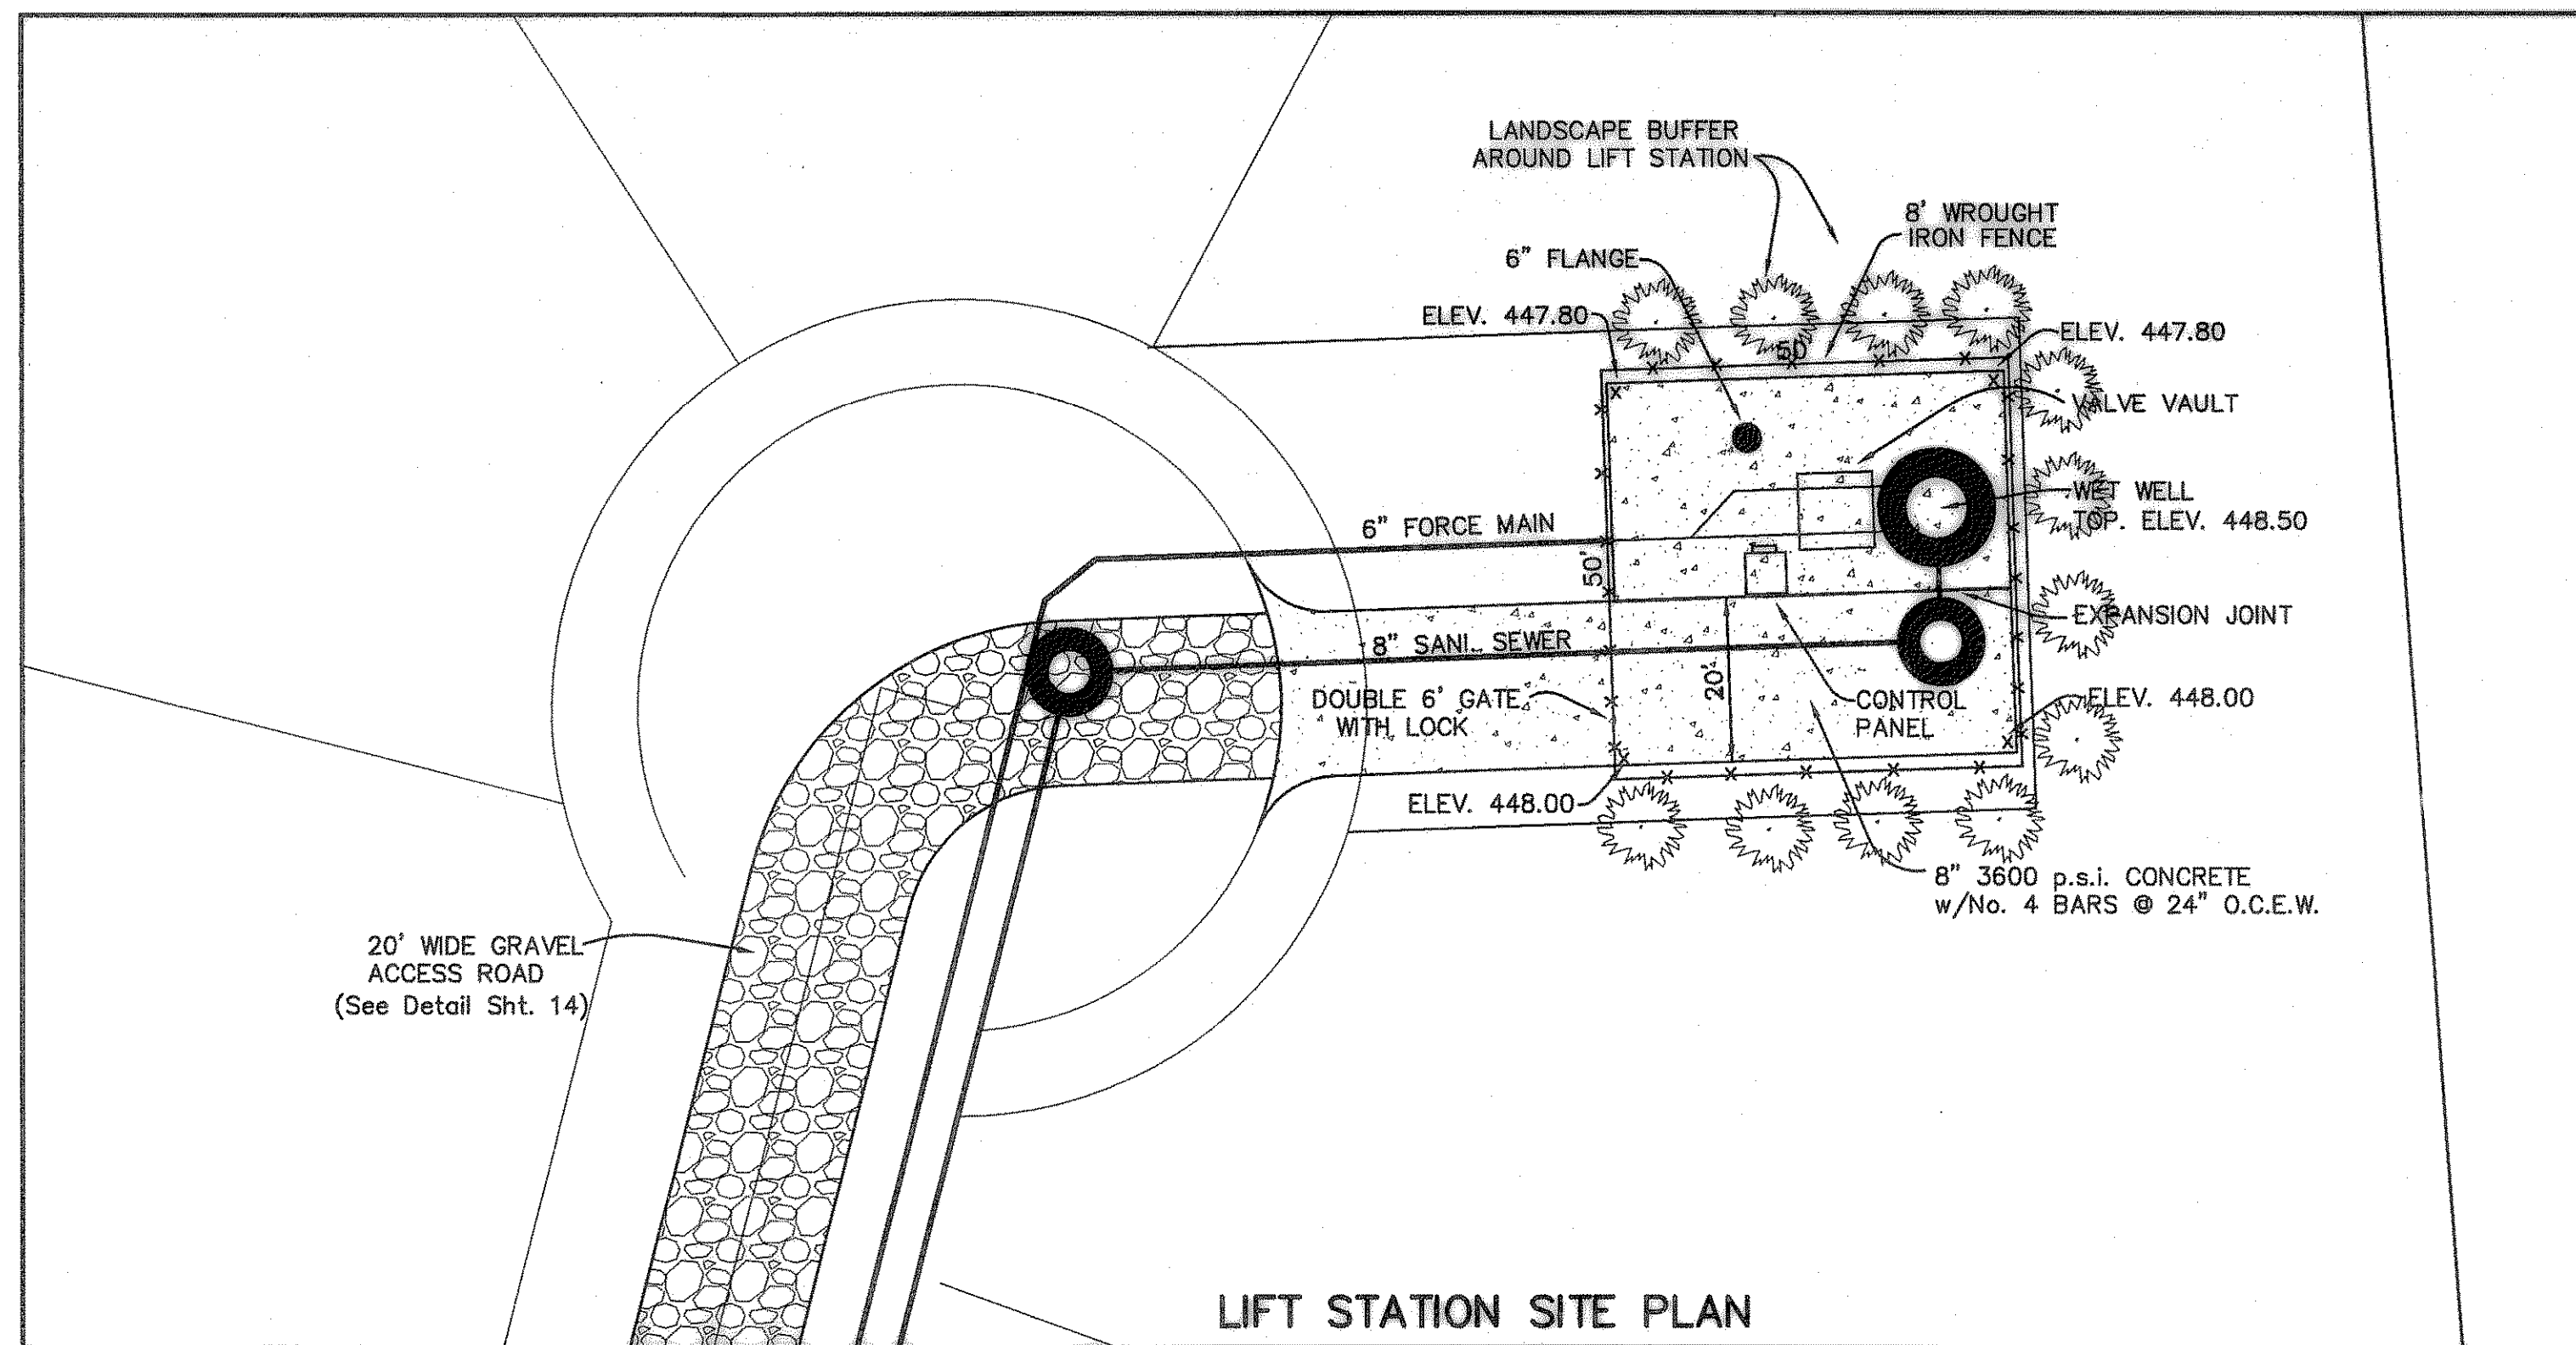 LANDSCAPE BUFFER
AROUND LIFT STATION
8' WROUGHT
IRON FENCE
6" FLANGE
ELEV. 447.80
ELEV. 447.80
50'
VALVE VAULT
WET WELL
TOP. ELEV. 448.50
6" FORCE MAIN
50'
EXPANSION JOINT
8" SANI. SEWER
20'
DOUBLE 6' GATE
WITH LOCK
CONTROL
PANEL
ELEV. 448.00
ELEV. 448.00
8" 3600 p.s.i. CONCRETE
w/No. 4 BARS @ 24" O.C.E.W.
20' WIDE GRAVEL
ACCESS ROAD
(See Detail Sht. 14)
LIFT STATION SITE PLAN